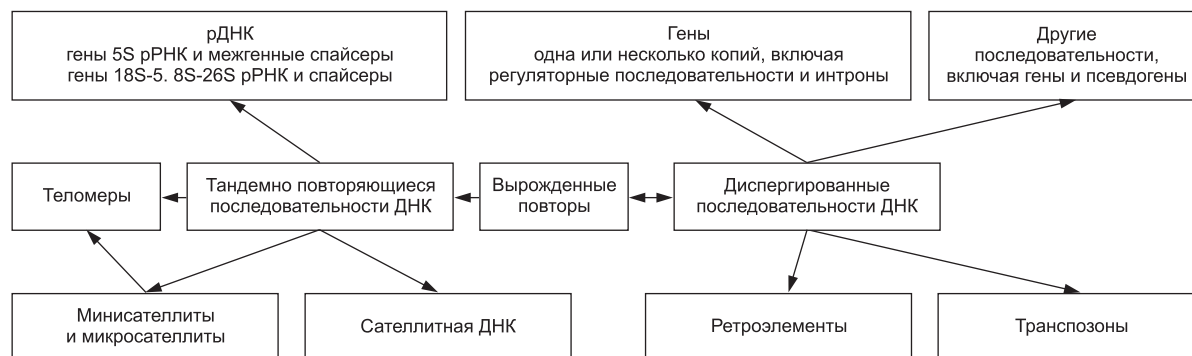 рДНК
гены 5S рРНК и межгенные спайсеры
гены 18S-5. 8S-26S рРНК и спайсеры
Гены
одна или несколько копий, включая
регуляторные последовательности и интроны
Другие
последовательности,
включая гены и псевдогены
Теломеры
Тандемно повторяющиеся
последовательности ДНК
Вырожденные
повторы
Диспергированные
последовательности ДНК
Минисателлиты
и микросателлиты
Сателлитная ДНК
Ретроэлементы
Транспозоны